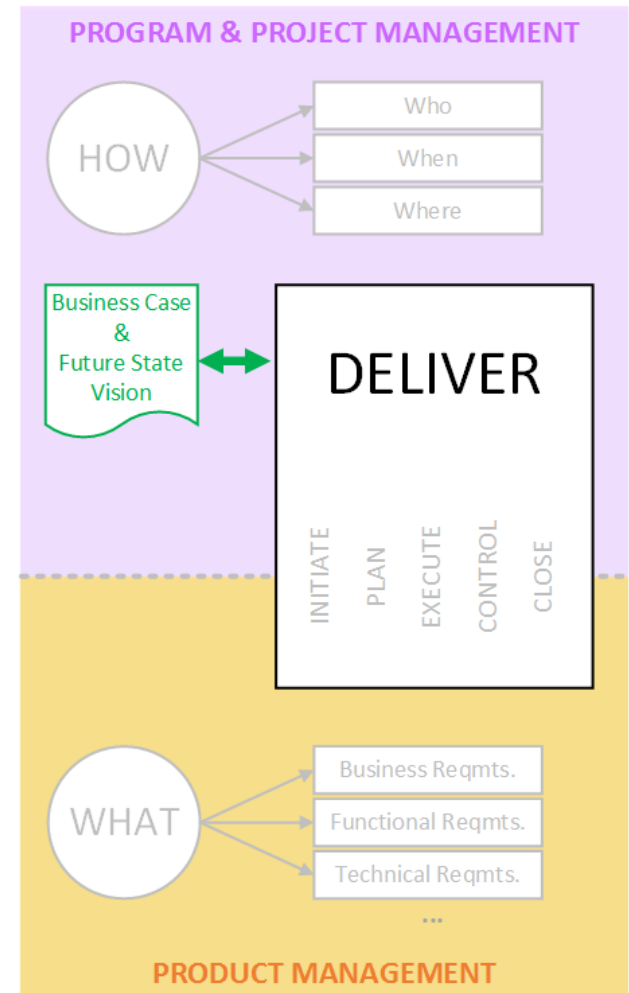 PROGRAM & PROJECT MANAGEMENT
HOW
Who
When
Where
Business Case
&
Future State
Vision
DELIVER
INITIATE
PLAN
EXECUTE
CONTROL
CLOSE
WHAT
Business Reqmts.
Functional Reqmts.
Technical Reqmts.
...
PRODUCT MANAGEMENT